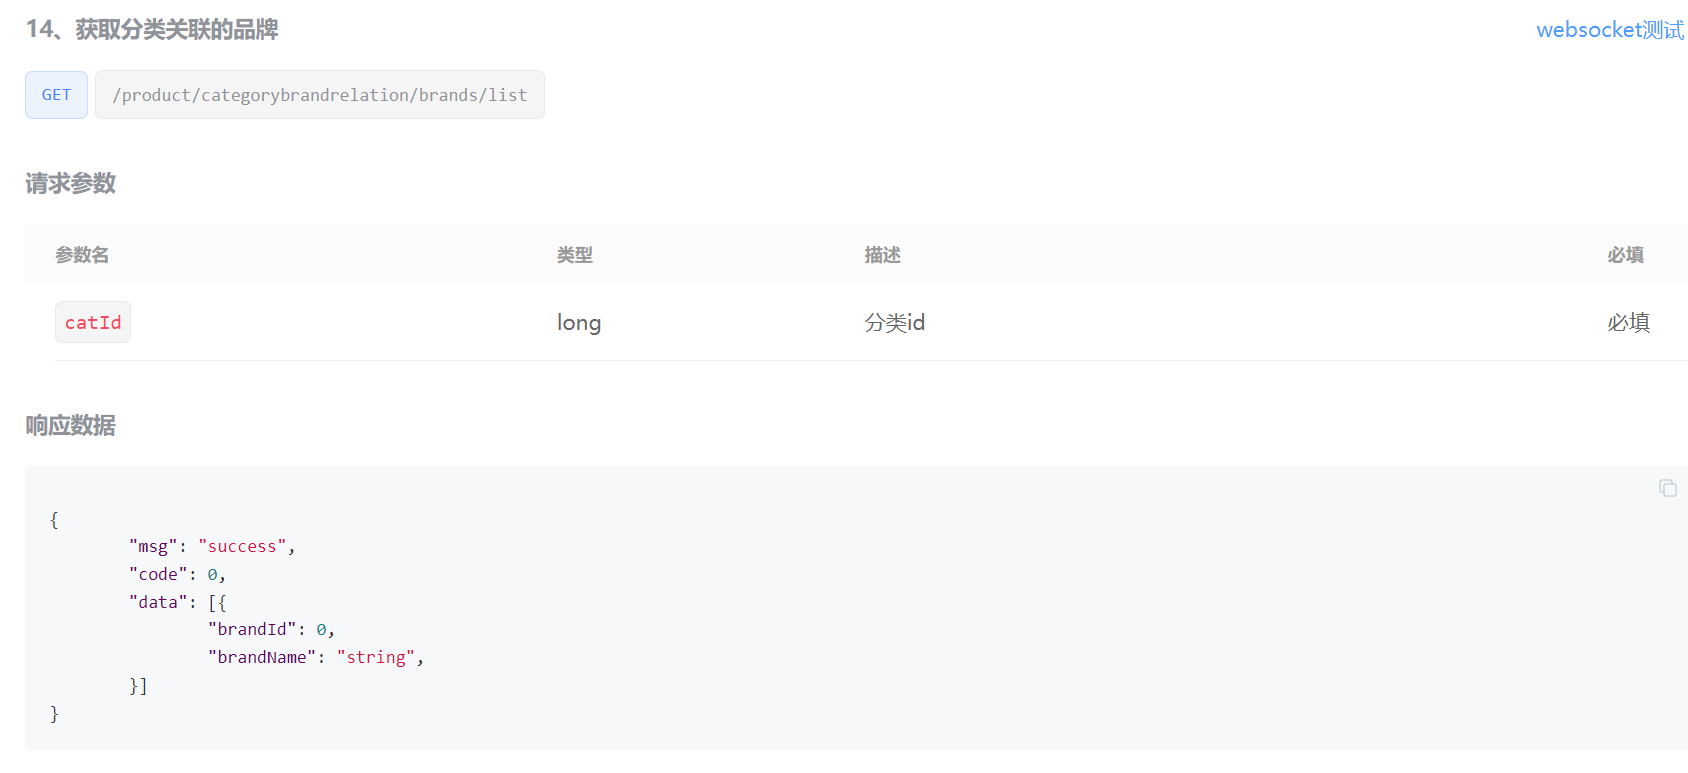 14、获取分类关联的品牌
websocket测试
GET /product/categorybrandrelation/brands/list
请求参数
参数名 类型 描述 必填
catId long 分类id 必填
响应数据
{
"msg": "success",
"code": 0,
"data": [{
"brandId": 0,
"brandName": "string",
}]
}